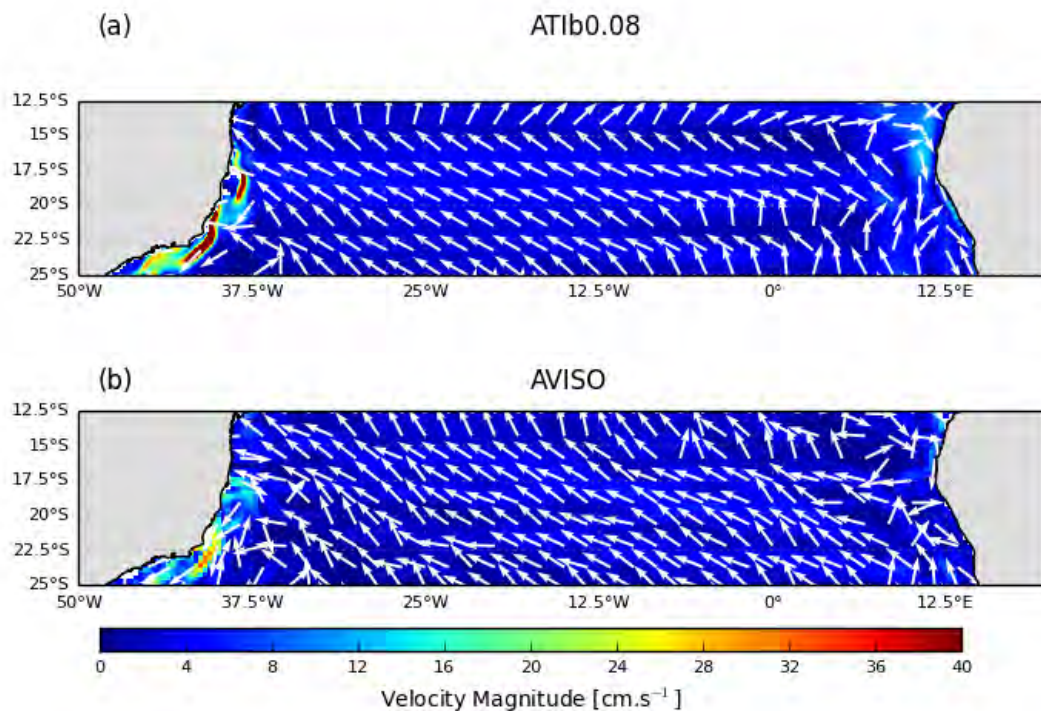 (a) ATIb0.08
12.5°S
15°S
17.5°S
20°S
22.5°S
25°S
50°W 37.5°W 25°W 12.5°W 0° 12.5°E
(b) AVISO
12.5°S
15°S
17.5°S
20°S
22.5°S
25°S
50°W 37.5°W 25°W 12.5°W 0° 12.5°E
0 4 8 12 16 20 24 28 32 36 40
Velocity Magnitude [cm.s⁻¹ ]